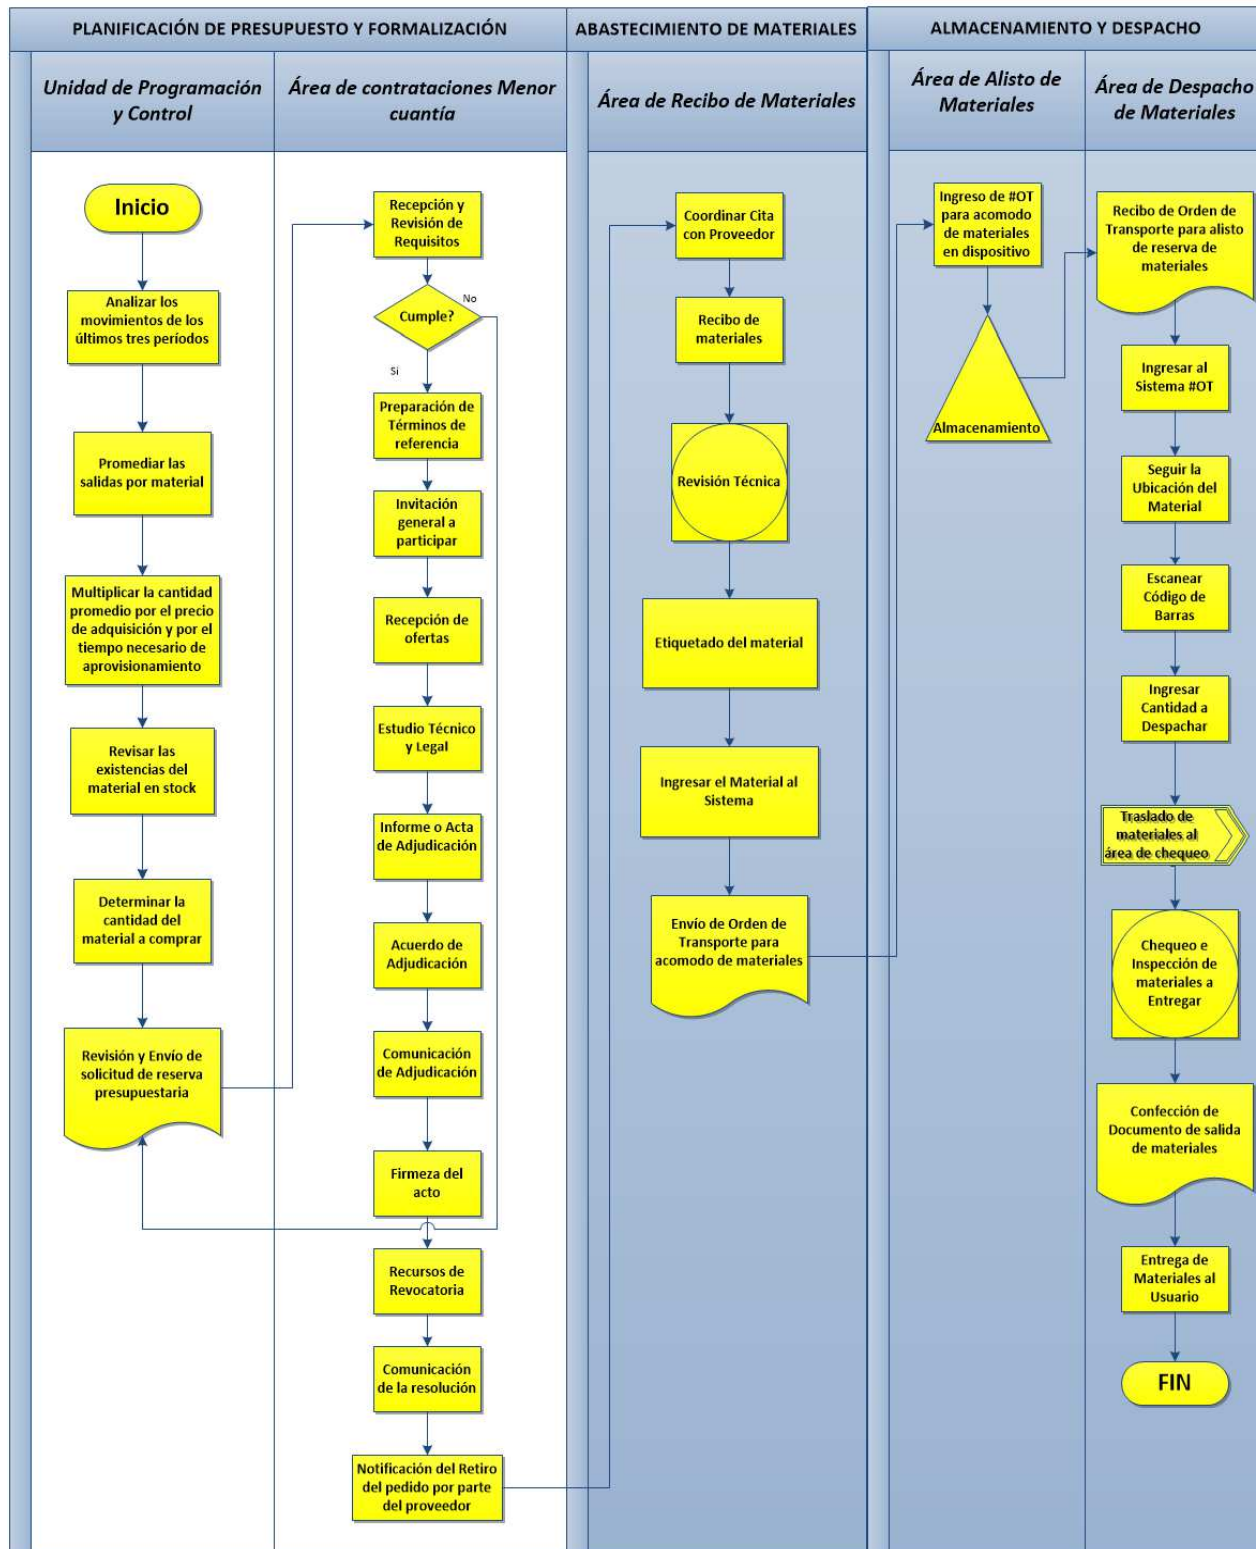 PLANIFICACIÓN DE PRESUPUESTO Y FORMALIZACIÓN
ABASTECIMIENTO DE MATERIALES
ALMACENAMIENTO Y DESPACHO
Unidad de Programación
y Control
Área de contrataciones Menor
cuantía
Área de Recibo de Materiales
Área de Alisto de
Materiales
Área de Despacho
de Materiales
Inicio
Analizar los
movimientos de los
últimos tres períodos
Promediar las
salidas por material
Multiplicar la cantidad
promedio por el precio
de adquisición y por el
tiempo necesario de
aprovisionamiento
Revisar las
existencias del
material en stock
Determinar la
cantidad del
material a comprar
Revisión y Envío de
solicitud de reserva
presupuestaria
Recepción y
Revisión de
Requisitos
Cumple?
No
Si
Preparación de
Términos de
referencia
Invitación
general a
participar
Recepción de
ofertas
Estudio Técnico
y Legal
Informe o Acta
de Adjudicación
Acuerdo de
Adjudicación
Comunicación
de Adjudicación
Firmeza del
acto
Recursos de
Revocatoria
Comunicación
de la resolución
Notificación del Retiro
del pedido por parte
del proveedor
Coordinar Cita
con Proveedor
Recibo de
materiales
Revisión Técnica
Etiquetado del material
Ingresar el Material al
Sistema
Envío de Orden de
Transporte para
acomodo de materiales
Ingreso de #OT
para acomodo
de materiales
en dispositivo
Almacenamiento
Recibo de Orden de
Transporte para alisto
de reserva de
materiales
Ingresar al
Sistema #OT
Seguir la
Ubicación del
Material
Escanear
Código de
Barras
Ingresar
Cantidad a
Despachar
Traslado de
materiales al
área de chequeo
Chequeo e
Inspección de
materiales a
Entregar
Confección de
Documento de salida
de materiales
Entrega de
Materiales al
Usuario
FIN